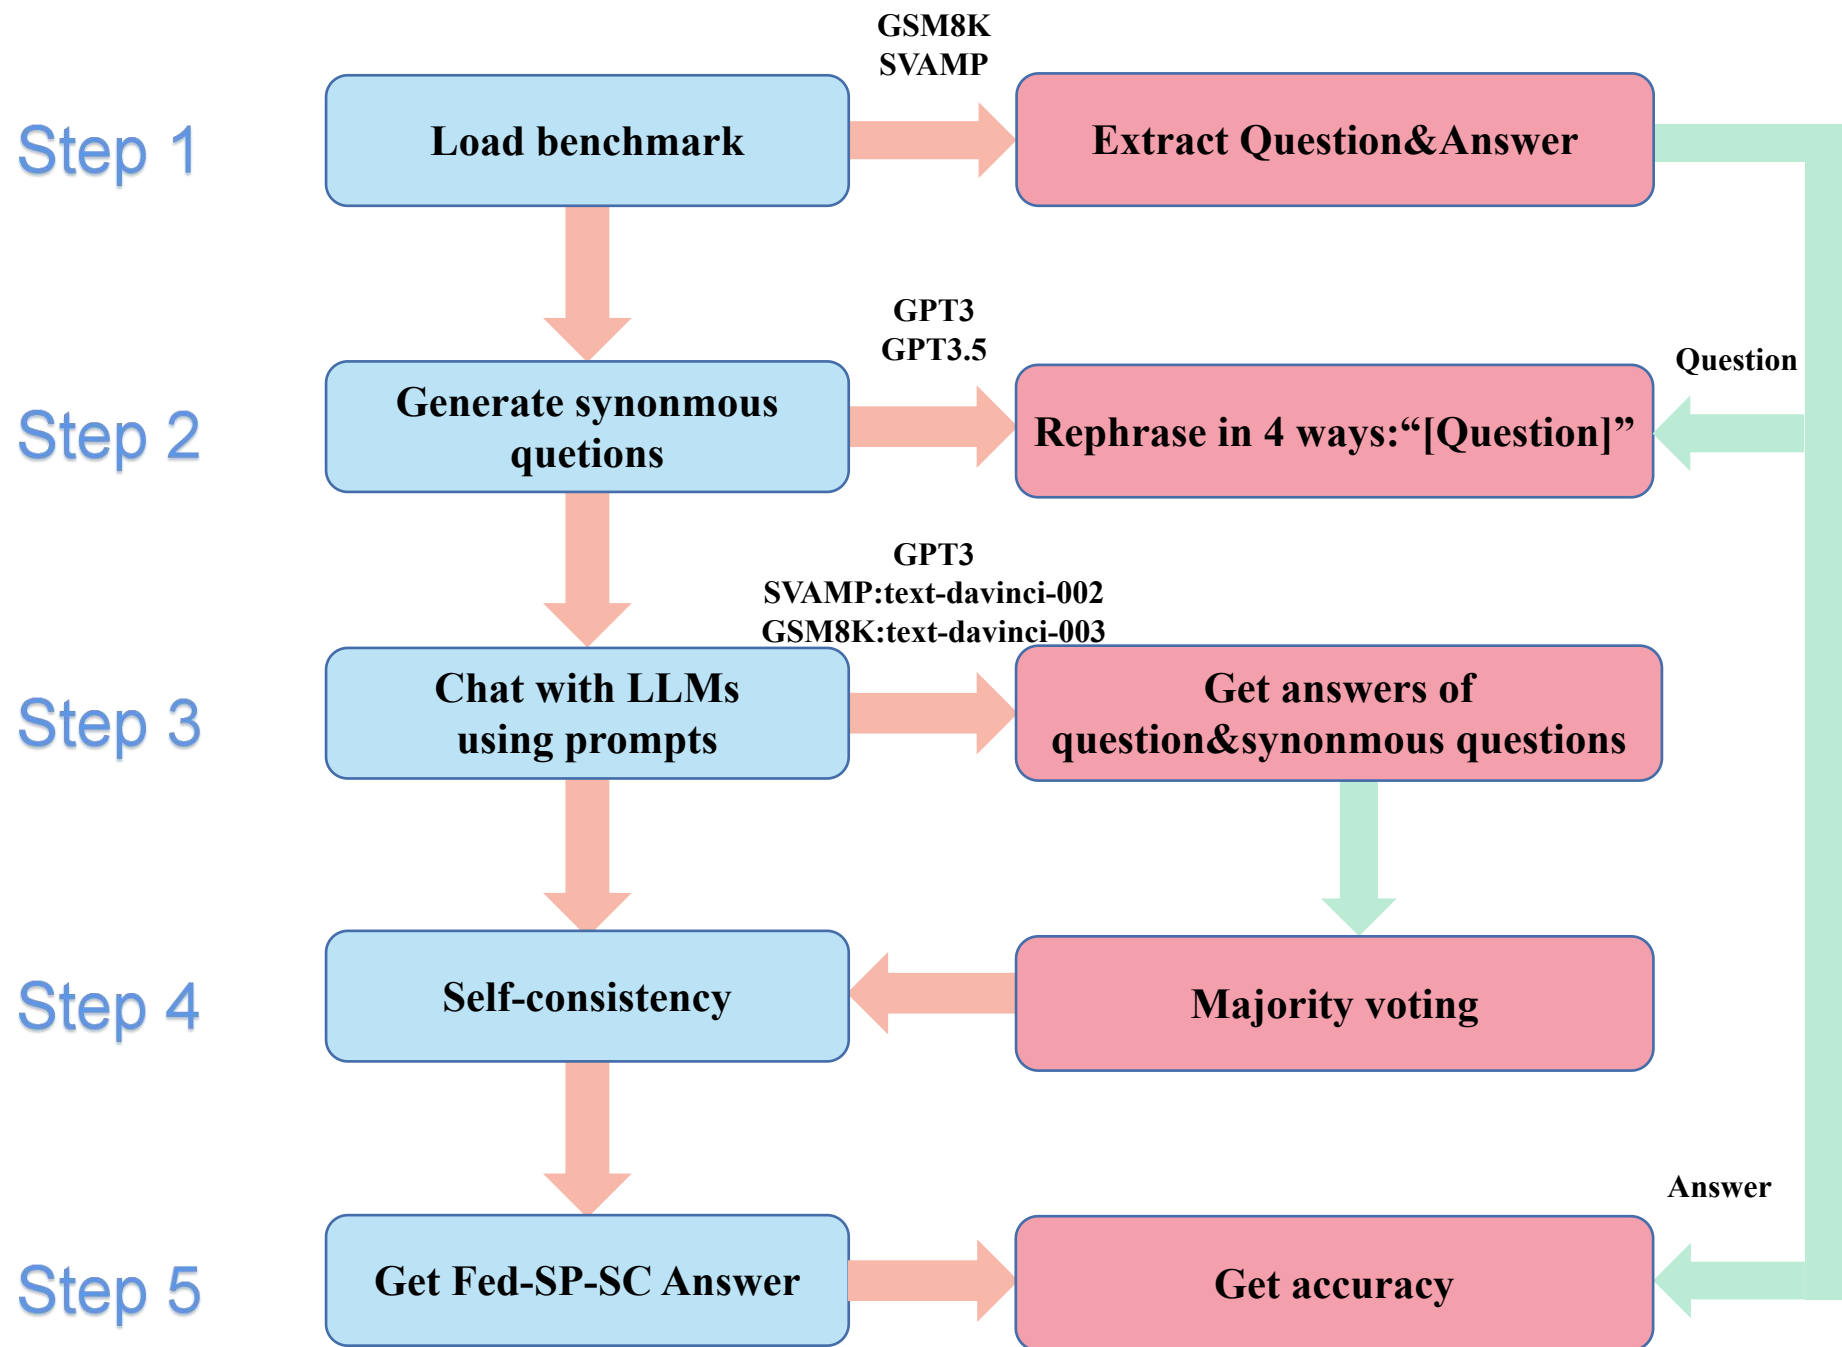 GSM8K
SVAMP
Step 1
Load benchmark
Extract Question&Answer
GPT3
GPT3.5
Question
Step 2
Generate synonmous
quetions
Rephrase in 4 ways:“[Question]”
GPT3
SVAMP:text-davinci-002
GSM8K:text-davinci-003
Step 3
Chat with LLMs
using prompts
Get answers of
question&synonmous questions
Step 4
Self-consistency
Majority voting
Answer
Step 5
Get Fed-SP-SC Answer
Get accuracy